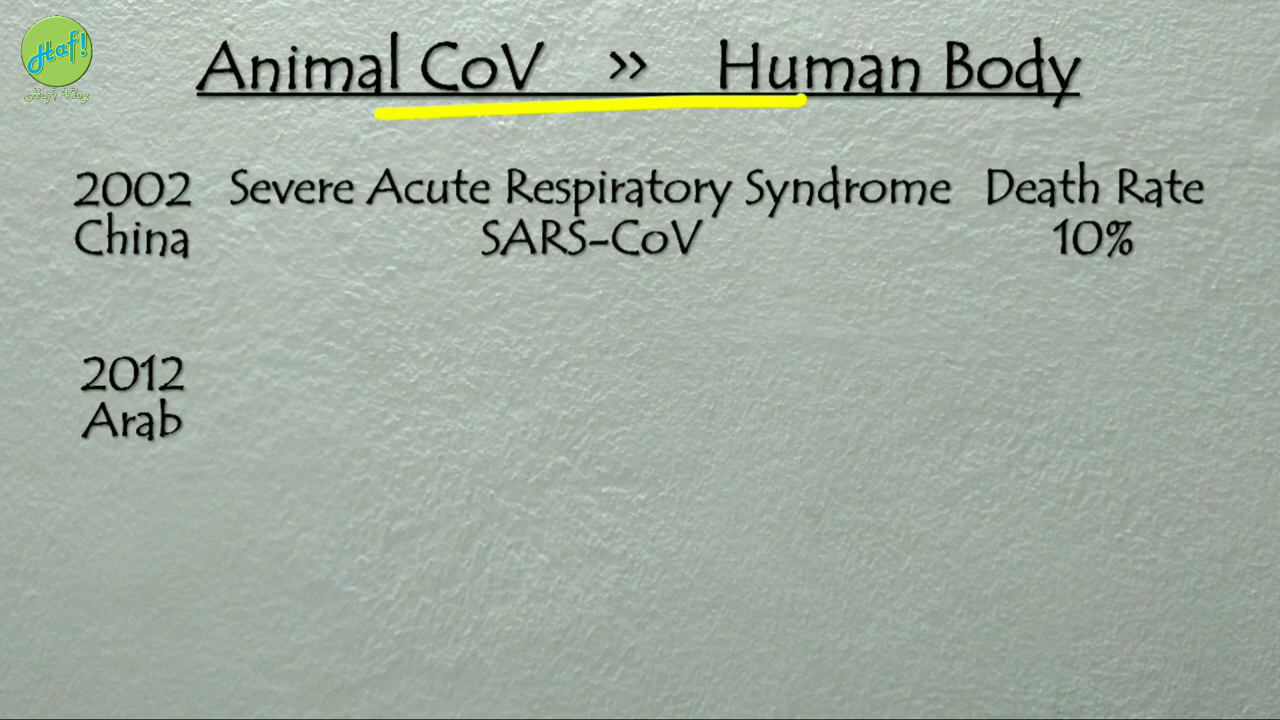 Haf!
Hafi Vlog
Animal CoV >> Human Body
2002 Severe Acute Respiratory Syndrome Death Rate
China SARS-CoV 10%
2012
Arab